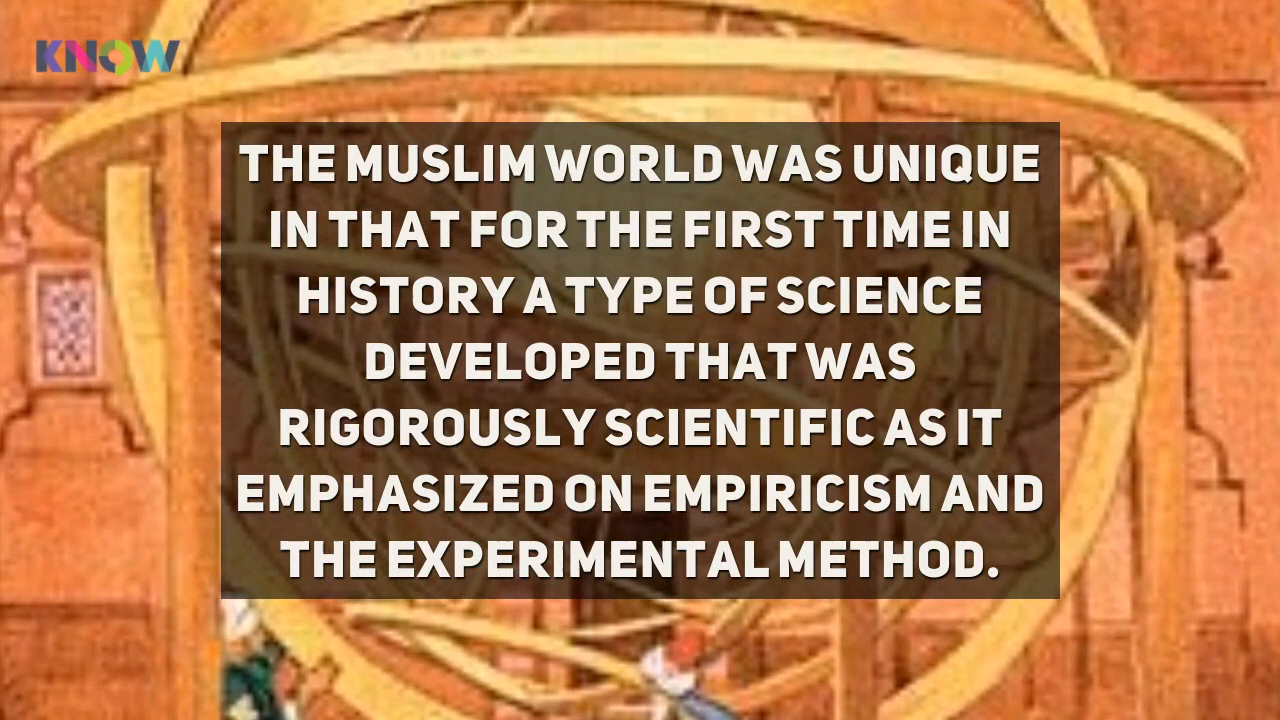 KNOW
THE MUSLIM WORLD WAS UNIQUE
IN THAT FOR THE FIRST TIME IN
HISTORY A TYPE OF SCIENCE
DEVELOPED THAT WAS
RIGOROUSLY SCIENTIFIC AS IT
EMPHASIZED ON EMPIRICISM AND
THE EXPERIMENTAL METHOD.